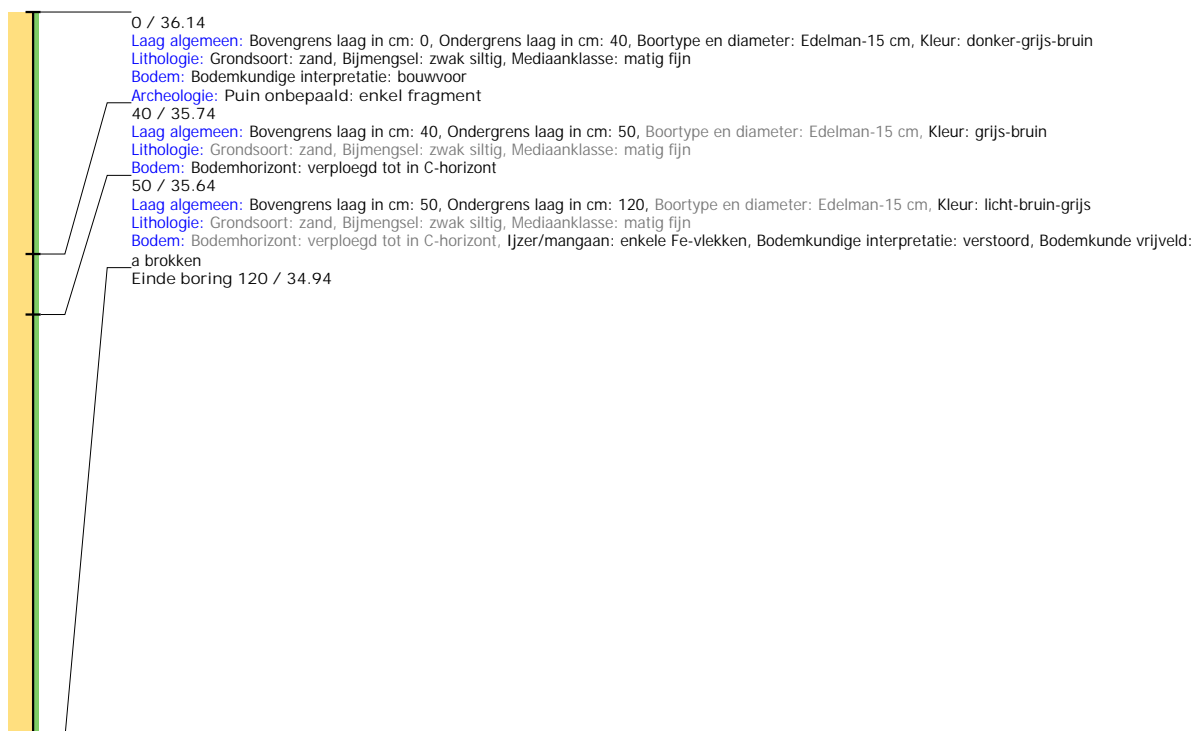 0 / 36.14
Laag algemeen: Bovengrens laag in cm: 0, Ondergrens laag in cm: 40, Boortype en diameter: Edelman-15 cm, Kleur: donker-grijs-bruin
Lithologie: Grondsoort: zand, Bijmengsel: zwak siltig, Mediaanklasse: matig fijn
Bodem: Bodemkundige interpretatie: bouwvoor
Archeologie: Puin onbepaald: enkel fragment
40 / 35.74
Laag algemeen: Bovengrens laag in cm: 40, Ondergrens laag in cm: 50, Boortype en diameter: Edelman-15 cm, Kleur: grijs-bruin
Lithologie: Grondsoort: zand, Bijmengsel: zwak siltig, Mediaanklasse: matig fijn
Bodem: Bodemhorizont: verploegd tot in C-horizont
50 / 35.64
Laag algemeen: Bovengrens laag in cm: 50, Ondergrens laag in cm: 120, Boortype en diameter: Edelman-15 cm, Kleur: licht-bruin-grijs
Lithologie: Grondsoort: zand, Bijmengsel: zwak siltig, Mediaanklasse: matig fijn
Bodem: Bodemhorizont: verploegd tot in C-horizont, Ijzer/mangaan: enkele Fe-vlekken, Bodemkundige interpretatie: verstoord, Bodemkunde vrijveld:
a brokken
Einde boring 120 / 34.94